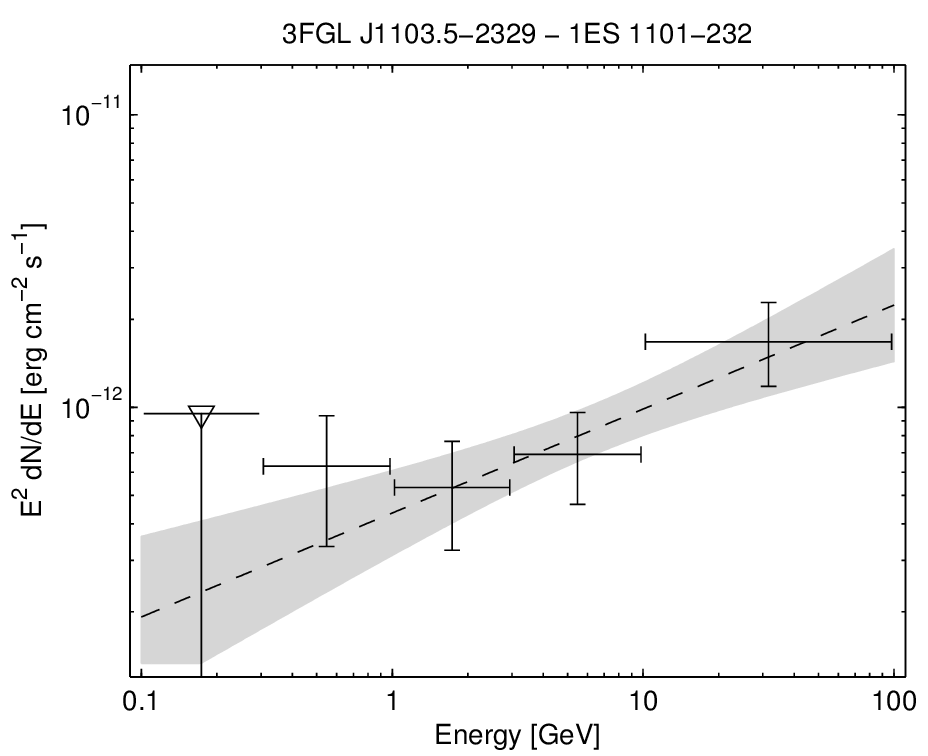 3FGL J1103.5−2329 − 1ES 1101−232
10⁻¹¹
10⁻¹²
E² dN/dE [erg cm⁻² s⁻¹]
0.1 1 10 100
Energy [GeV]